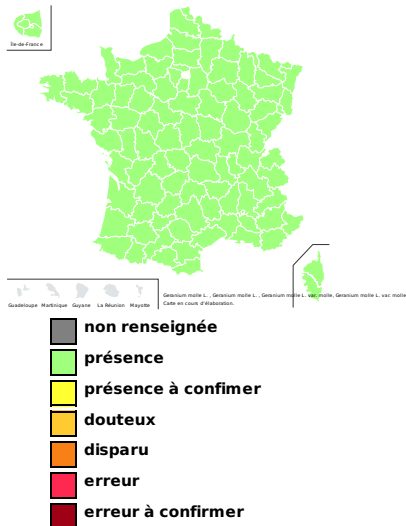 Île-de-France
Guadeloupe Martinique Guyane La Réunion Mayotte
Geranium molle L. , Geranium molle L. , Geranium molle L. var. molle, Geranium molle L. var. molle
Carte en cours d'élaboration.
non renseignée
présence
présence à confimer
douteux
disparu
erreur
erreur à confirmer